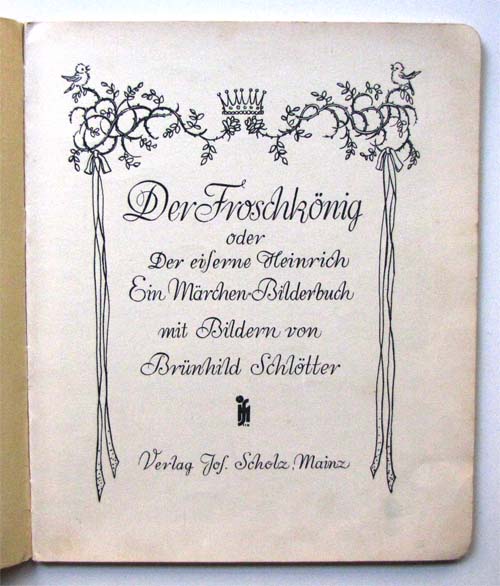 Der Froschkönig
oder
Der eiſerne Heinrich
Ein Märchen-Bilderbuch
mit Bildern von
Brünhild Schlötter
Verlag Joſ. Scholz, Mainz